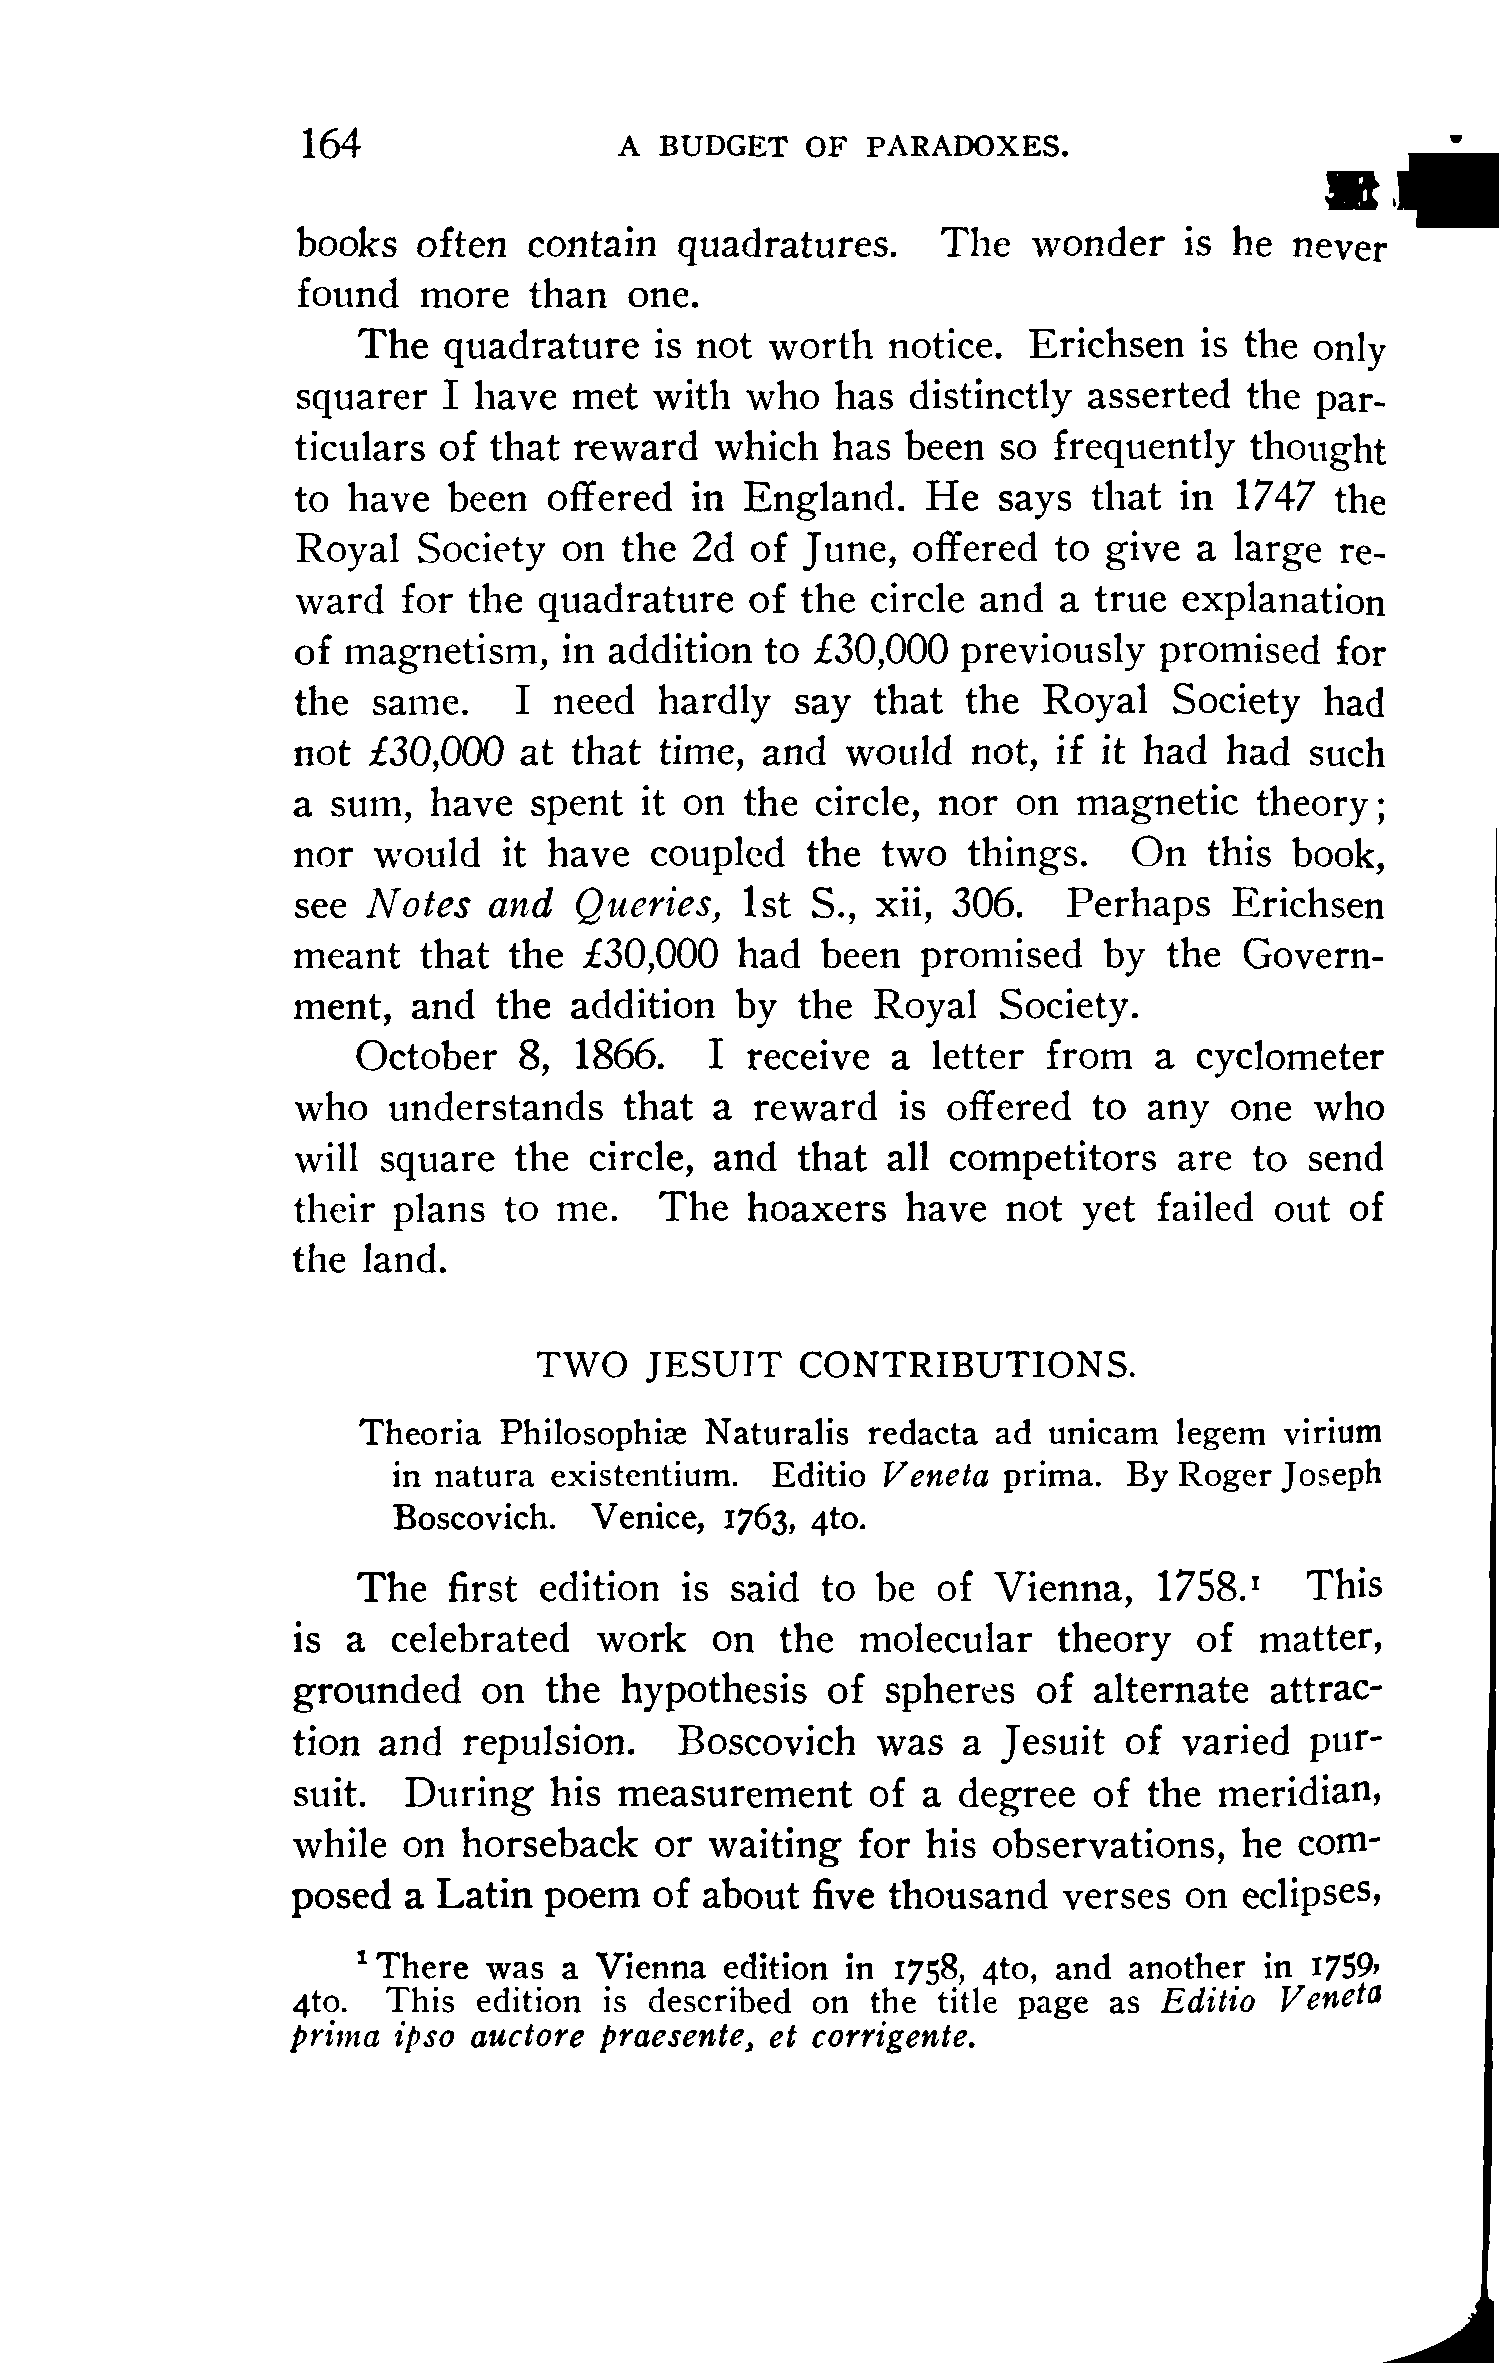 164 A BUDGET OF PARADOXES.
books often contain quadratures. The wonder is he never
found more than one.
The quadrature is not worth notice. Erichsen is the only
squarer I have met with who has distinctly asserted the par-
ticulars of that reward which has been so frequently thought
to have been offered in England. He says that in 1747 the
Royal Society on the 2d of June, offered to give a large re-
ward for the quadrature of the circle and a true explanation
of magnetism, in addition to £30,000 previously promised for
the same. I need hardly say that the Royal Society had
not £30,000 at that time, and would not, if it had had such
a sum, have spent it on the circle, nor on magnetic theory;
nor would it have coupled the two things. On this book,
see Notes and Queries, 1st S., xii, 306. Perhaps Erichsen
meant that the £30,000 had been promised by the Govern-
ment, and the addition by the Royal Society.
October 8, 1866. I receive a letter from a cyclometer
who understands that a reward is offered to any one who
will square the circle, and that all competitors are to send
their plans to me. The hoaxers have not yet failed out of
the land.
TWO JESUIT CONTRIBUTIONS.
Theoria Philosophiæ Naturalis redacta ad unicam legem virium
in natura existentium. Editio Veneta prima. By Roger Joseph
Boscovich. Venice, 1763, 4to.
The first edition is said to be of Vienna, 1758.¹ This
is a celebrated work on the molecular theory of matter,
grounded on the hypothesis of spheres of alternate attrac-
tion and repulsion. Boscovich was a Jesuit of varied pur-
suit. During his measurement of a degree of the meridian,
while on horseback or waiting for his observations, he com-
posed a Latin poem of about five thousand verses on eclipses,
¹ There was a Vienna edition in 1758, 4to, and another in 1759,
4to. This edition is described on the title page as Editio Veneta
prima ipso auctore praesente, et corrigente.